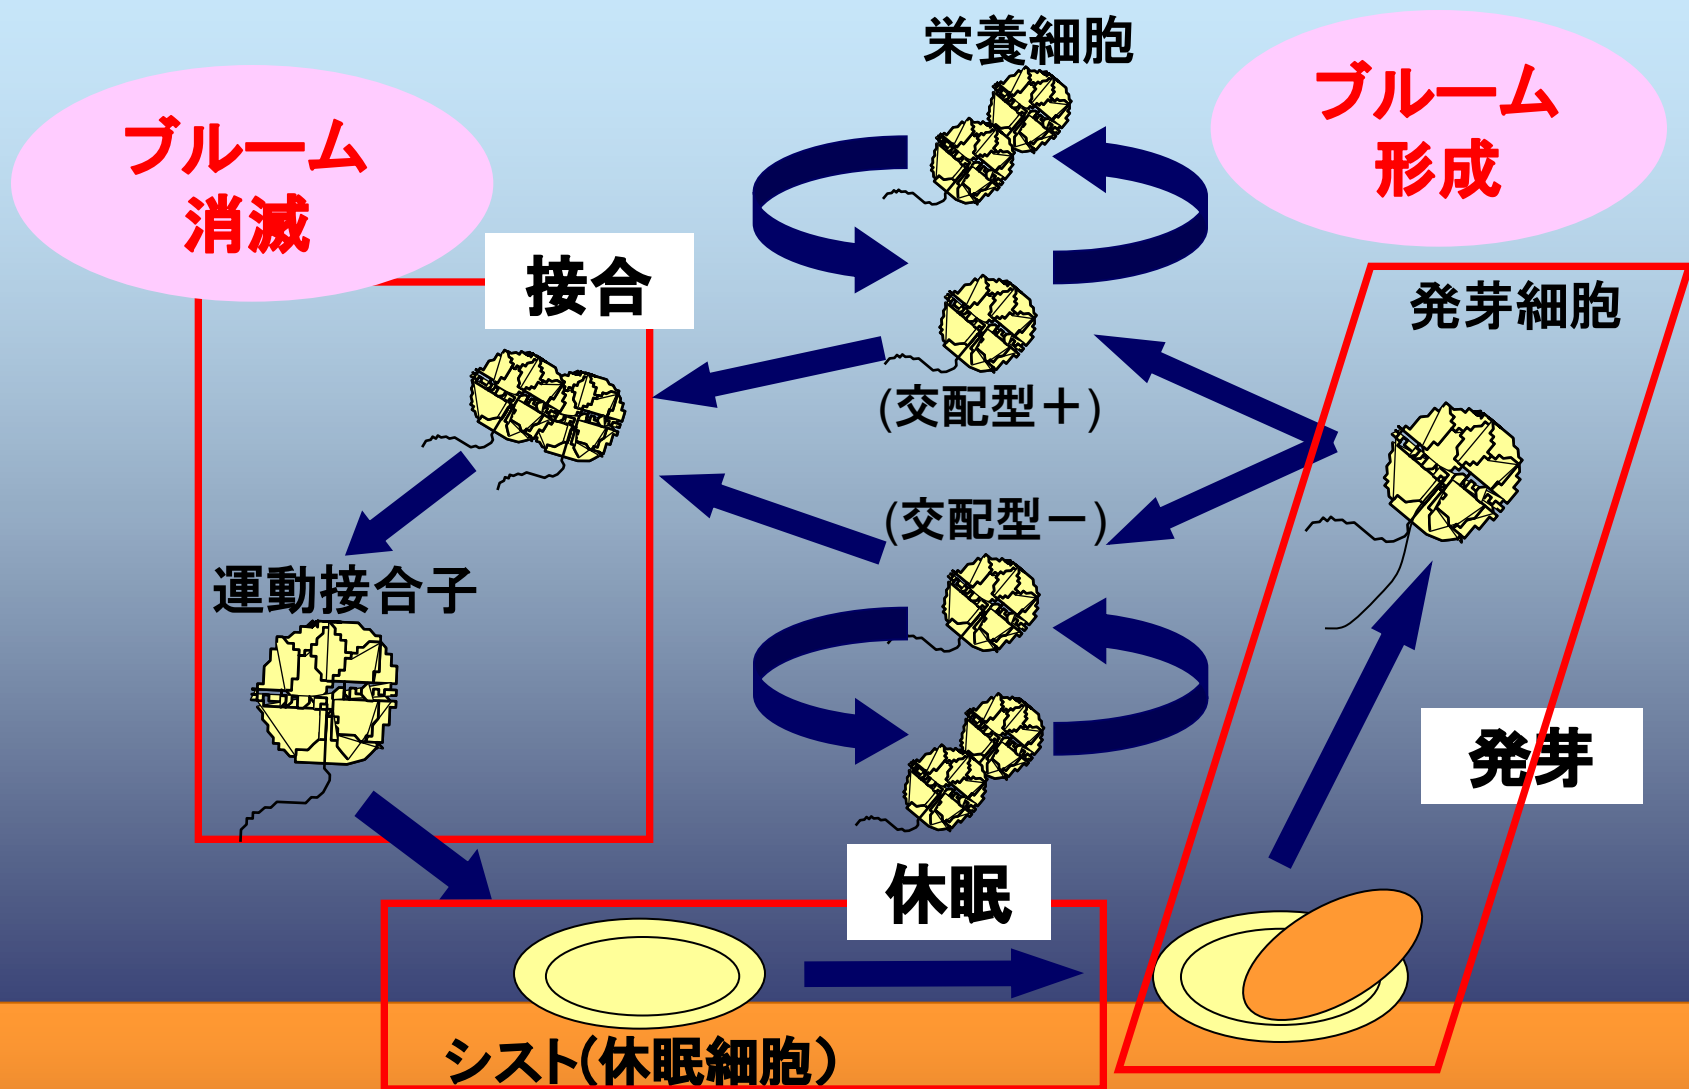 栄養細胞
ブルーム
形成
ブルーム
消滅
接合
発芽細胞
(交配型＋)
(交配型－)
運動接合子
発芽
休眠
シスト(休眠細胞)